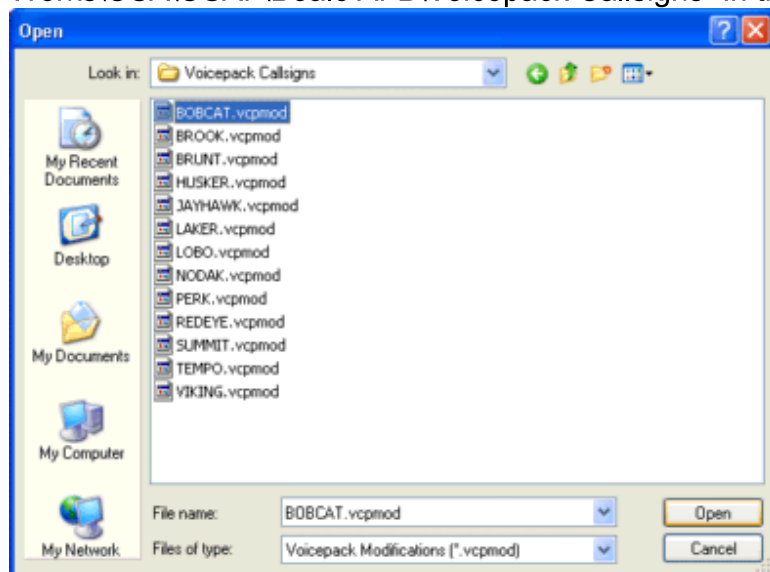 Callsigns
Open
Look in: Voicepack Callsigns
BOBCAT.vcpmod
BROOK.vcpmod
BRUNT.vcpmod
HUSKER.vcpmod
JAYHAWK.vcpmod
LAKER.vcpmod
LOBO.vcpmod
NODAK.vcpmod
PERK.vcpmod
REDEYE.vcpmod
SUMMIT.vcpmod
TEMPO.vcpmod
VIKING.vcpmod
My Recent
Documents
Desktop
My Documents
My Computer
My Network
File name: BOBCAT.vcpmod Open
Files of type: Voicepack Modifications (*.vcpmod) Cancel